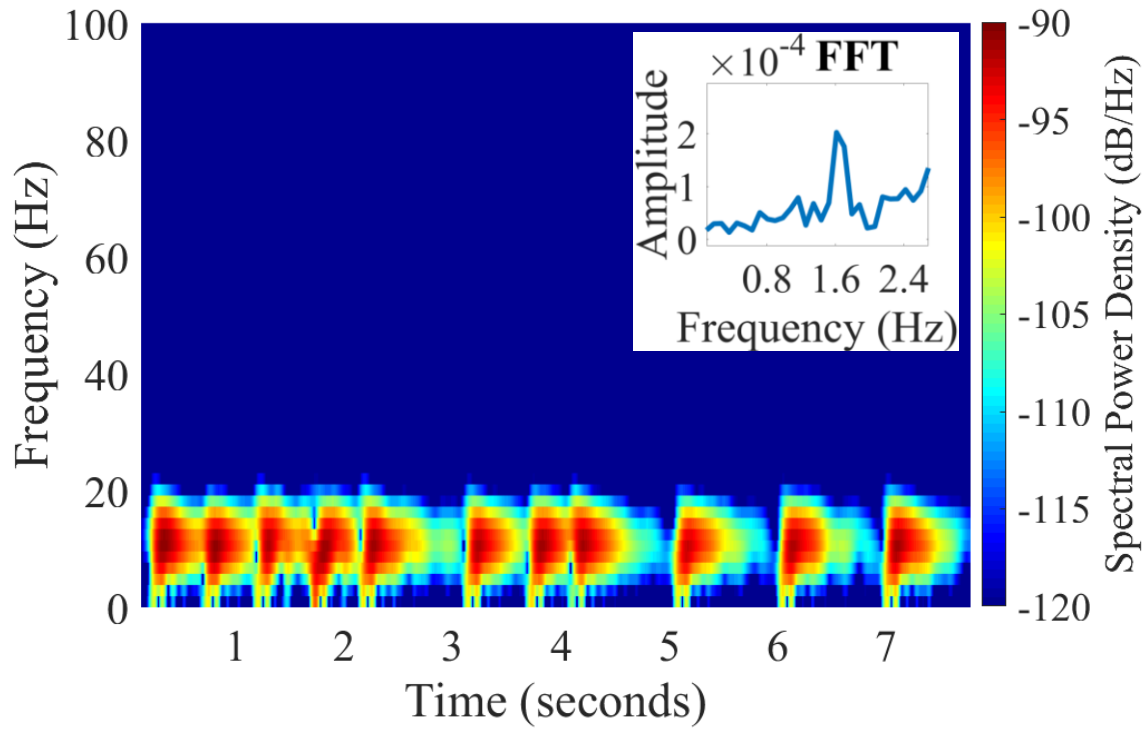 100
80
60
40
20
0
Frequency (Hz)
1 2 3 4 5 6 7
Time (seconds)
×10⁻⁴ FFT
2
1
0
Amplitude
0.8 1.6 2.4
Frequency (Hz)
-90
-95
-100
-105
-110
-115
-120
Spectral Power Density (dB/Hz)